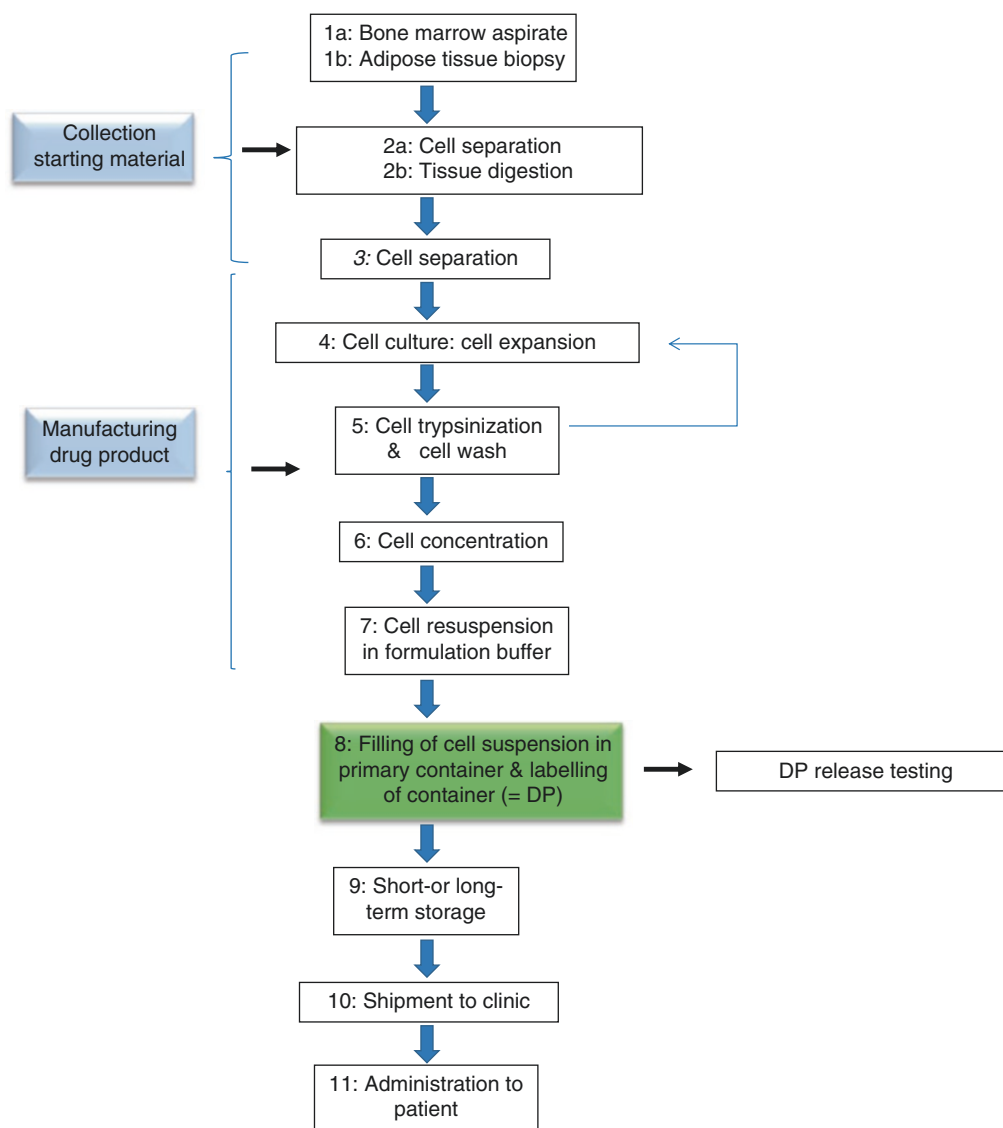 1a: Bone marrow aspirate
1b: Adipose tissue biopsy
Collection
starting material
2a: Cell separation
2b: Tissue digestion
3: Cell separation
4: Cell culture: cell expansion
Manufacturing
drug product
5: Cell trypsinization
& cell wash
6: Cell concentration
7: Cell resuspension
in formulation buffer
8: Filling of cell suspension in
primary container & labelling
of container (= DP)
DP release testing
9: Short-or long-
term storage
10: Shipment to clinic
11: Administration to
patient